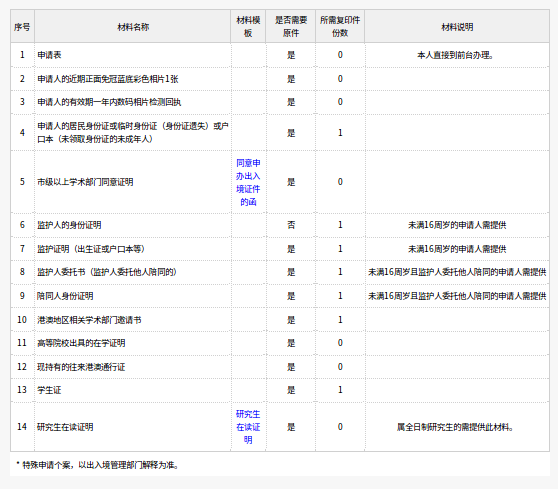 序号 材料名称 材料模板 是否需要原件 所需复印件份数 材料说明
1 申请表 是 0 本人直接到前台办理。
2 申请人的近期正面免冠蓝底彩色相片1张 是 0
3 申请人的有效期一年内数码相片检测回执 是 0
4 申请人的居民身份证或临时身份证（身份证遗失）或户口本（未领取身份证的未成年人） 是 1
5 市级以上学术部门同意证明 同意申办出入境证件的函 是 0
6 监护人的身份证明 否 1 未满16周岁的申请人需提供
7 监护证明（出生证或户口本等） 是 1 未满16周岁的申请人需提供
8 监护人委托书（监护人委托他人陪同的） 是 1 未满16周岁且监护人委托他人陪同的申请人需提供
9 陪同人身份证明 是 1 未满16周岁且监护人委托他人陪同的申请人需提供
10 港澳地区相关学术部门邀请书 是 1
11 高等院校出具的在学证明 是 0
12 现持有的往来港澳通行证 是 0
13 学生证 是 1
14 研究生在读证明 研究生在读证明 是 0 属全日制研究生的需提供此材料。
* 特殊申请个案，以出入境管理部门解释为准。